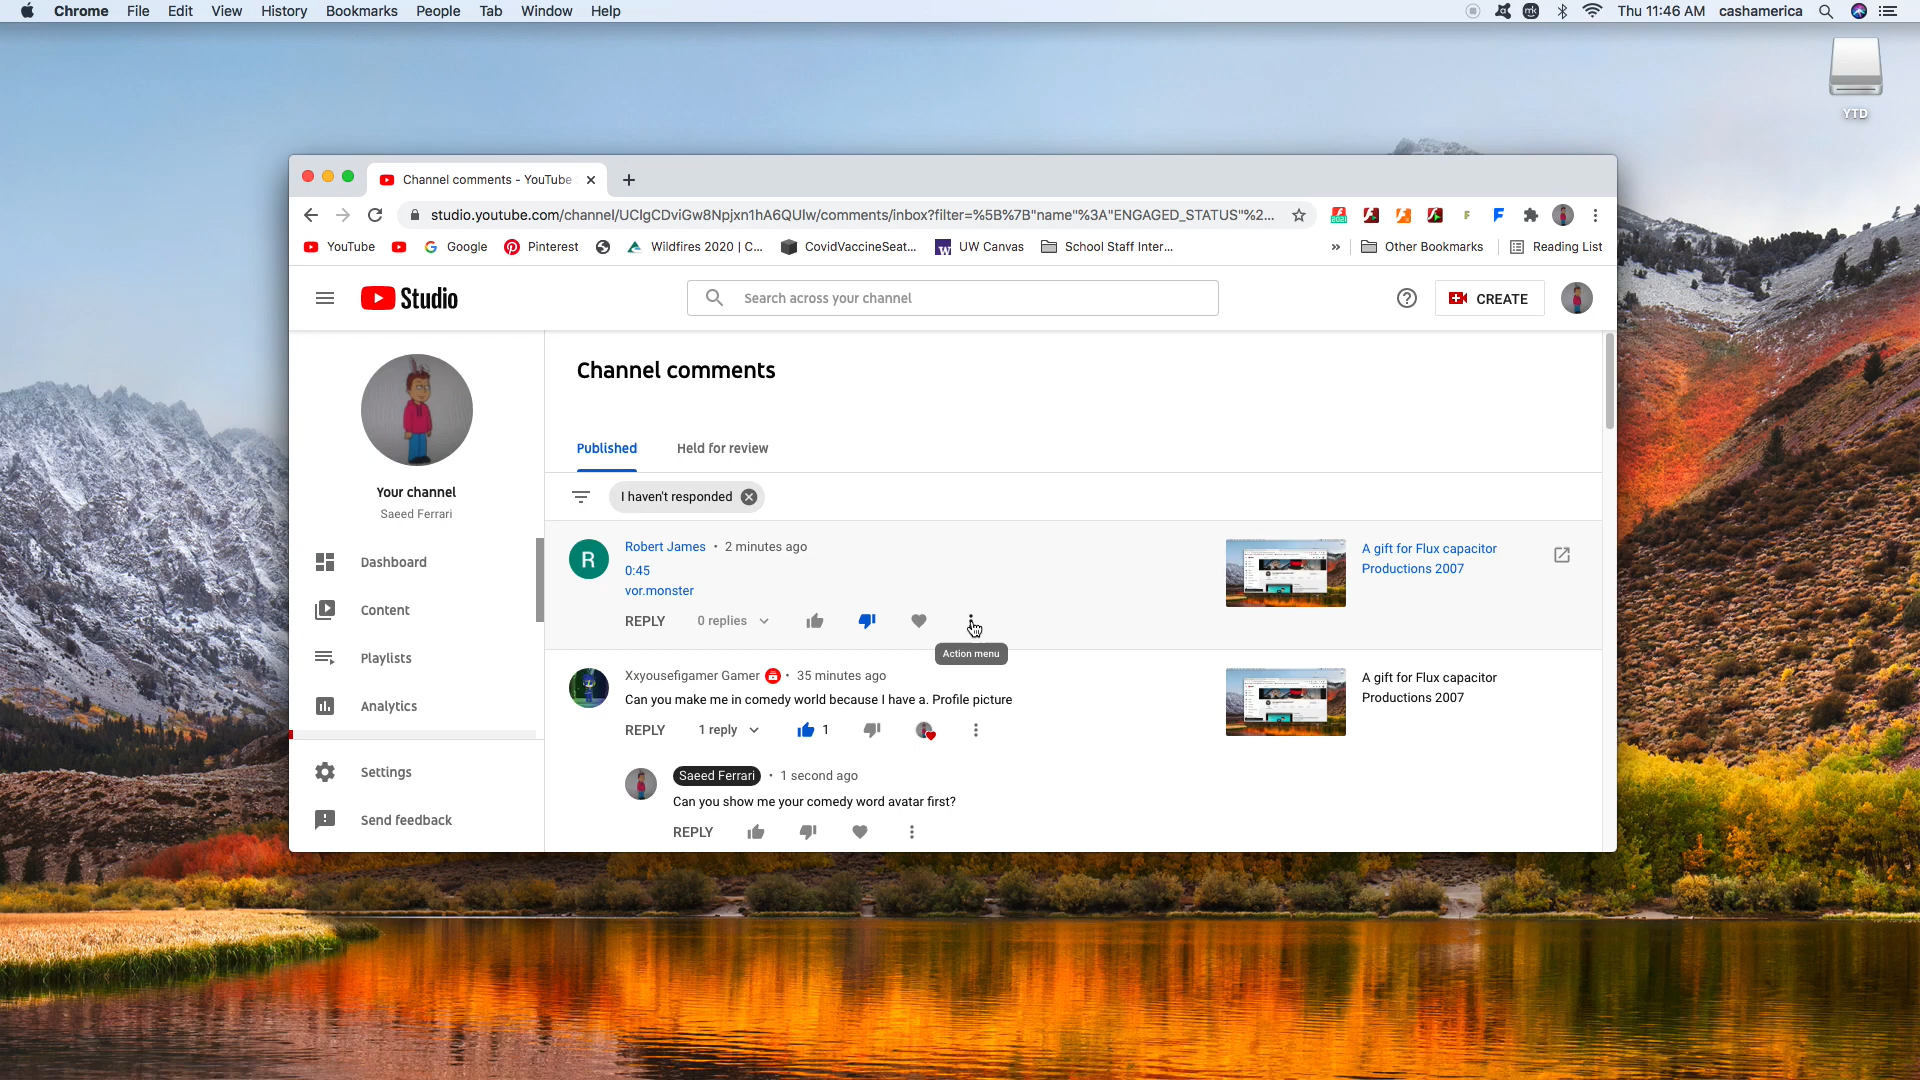 Chrome File Edit View History Bookmarks People Tab Window Help
mk Thu 11:46 AM cashamerica
YTD
Channel comments - YouTube
studio.youtube.com/channel/UClgCDviGw8Npjxn1hA6QUlw/comments/inbox?filter=%5B%7B"name"%3A"ENGAGED_STATUS"%2...
YouTube Google Pinterest Wildfires 2020 | C... CovidVaccineSeat... W UW Canvas School Staff Inter... » Other Bookmarks Reading List
Studio
Search across your channel
CREATE
Your channel
Saeed Ferrari
Dashboard
Content
Playlists
Analytics
Settings
Send feedback
Channel comments
Published Held for review
I haven't responded
R
Robert James • 2 minutes ago
0:45
vor.monster
REPLY 0 replies
Action menu
A gift for Flux capacitor
Productions 2007
Xxyousefigamer Gamer • 35 minutes ago
Can you make me in comedy world because I have a. Profile picture
REPLY 1 reply 1
A gift for Flux capacitor
Productions 2007
Saeed Ferrari • 1 second ago
Can you show me your comedy word avatar first?
REPLY